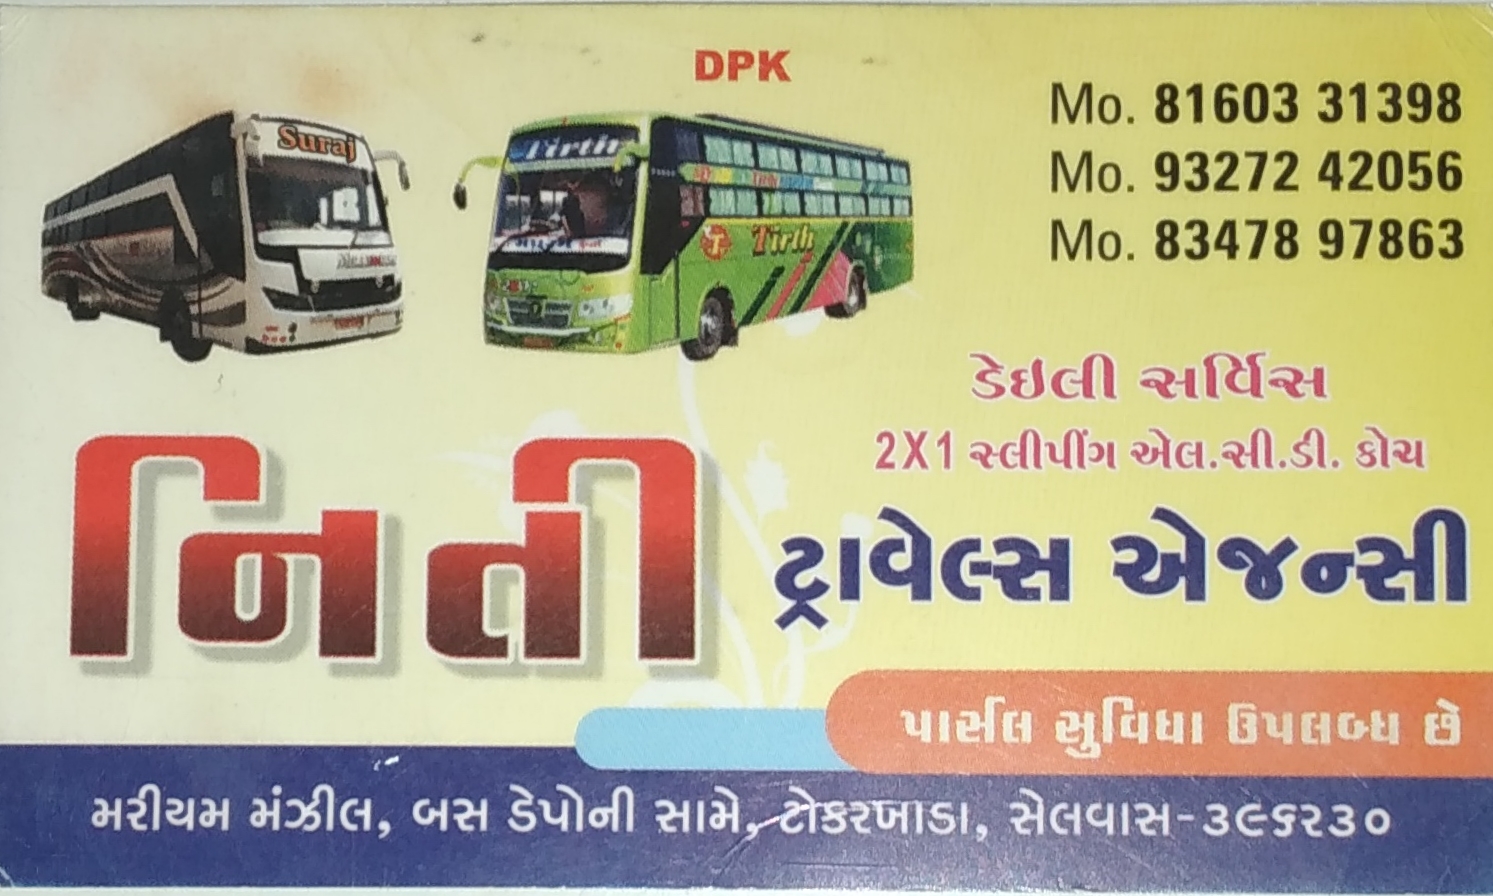 DPK
Mo. 81603 31398
Mo. 93272 42056
Mo. 83478 97863
Suraj
Tirth
Tirth
ડેઇલી સર્વિસ
2X1 સ્લીપીંગ એલ.સી.ડી. કોચ
નિતી
ટ્રાવેલ્સ એજન્સી
પાર્સલ સુવિધા ઉપલબ્ધ છે
મરીયમ મંઝીલ, બસ ડેપોની સામે, ટોકરખાડા, સેલવાસ-૩૯૬૨૩૦